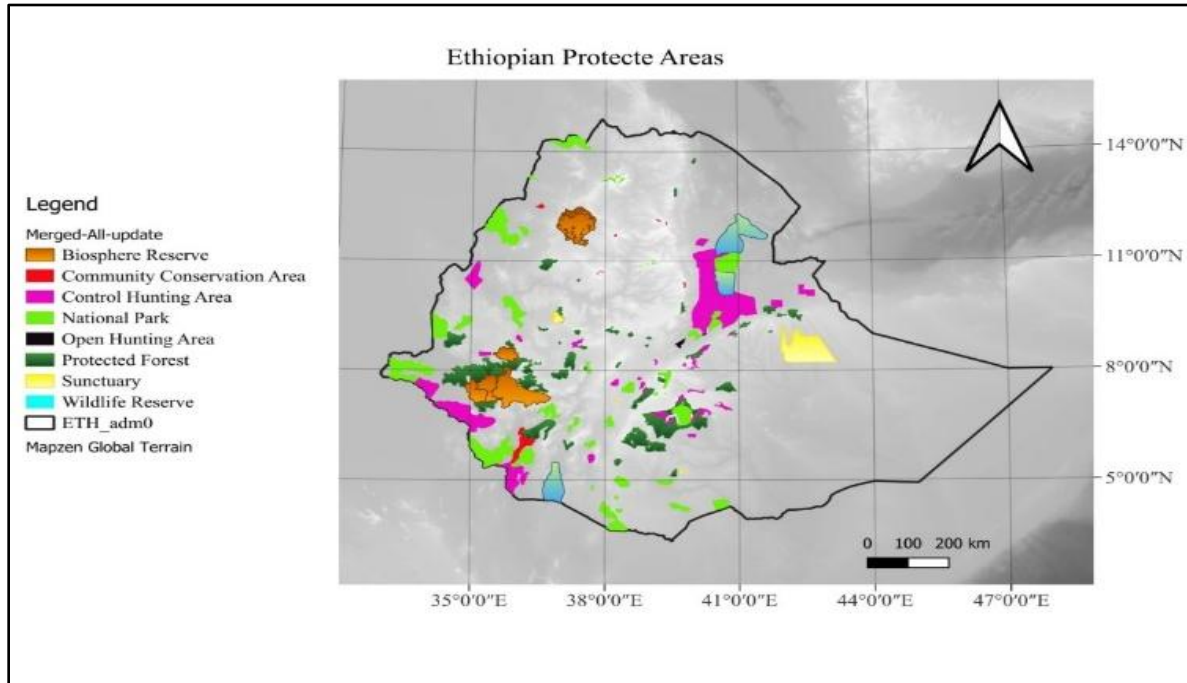 Ethiopian Protecte Areas
14°0′0″N
11°0′0″N
8°0′0″N
5°0′0″N
Legend
Merged-All-update
Biosphere Reserve
Community Conservation Area
Control Hunting Area
National Park
Open Hunting Area
Protected Forest
Sunctuary
Wildlife Reserve
ETH_adm0
Mapzen Global Terrain
0 100 200 km
35°0′0″E 38°0′0″E 41°0′0″E 44°0′0″E 47°0′0″E